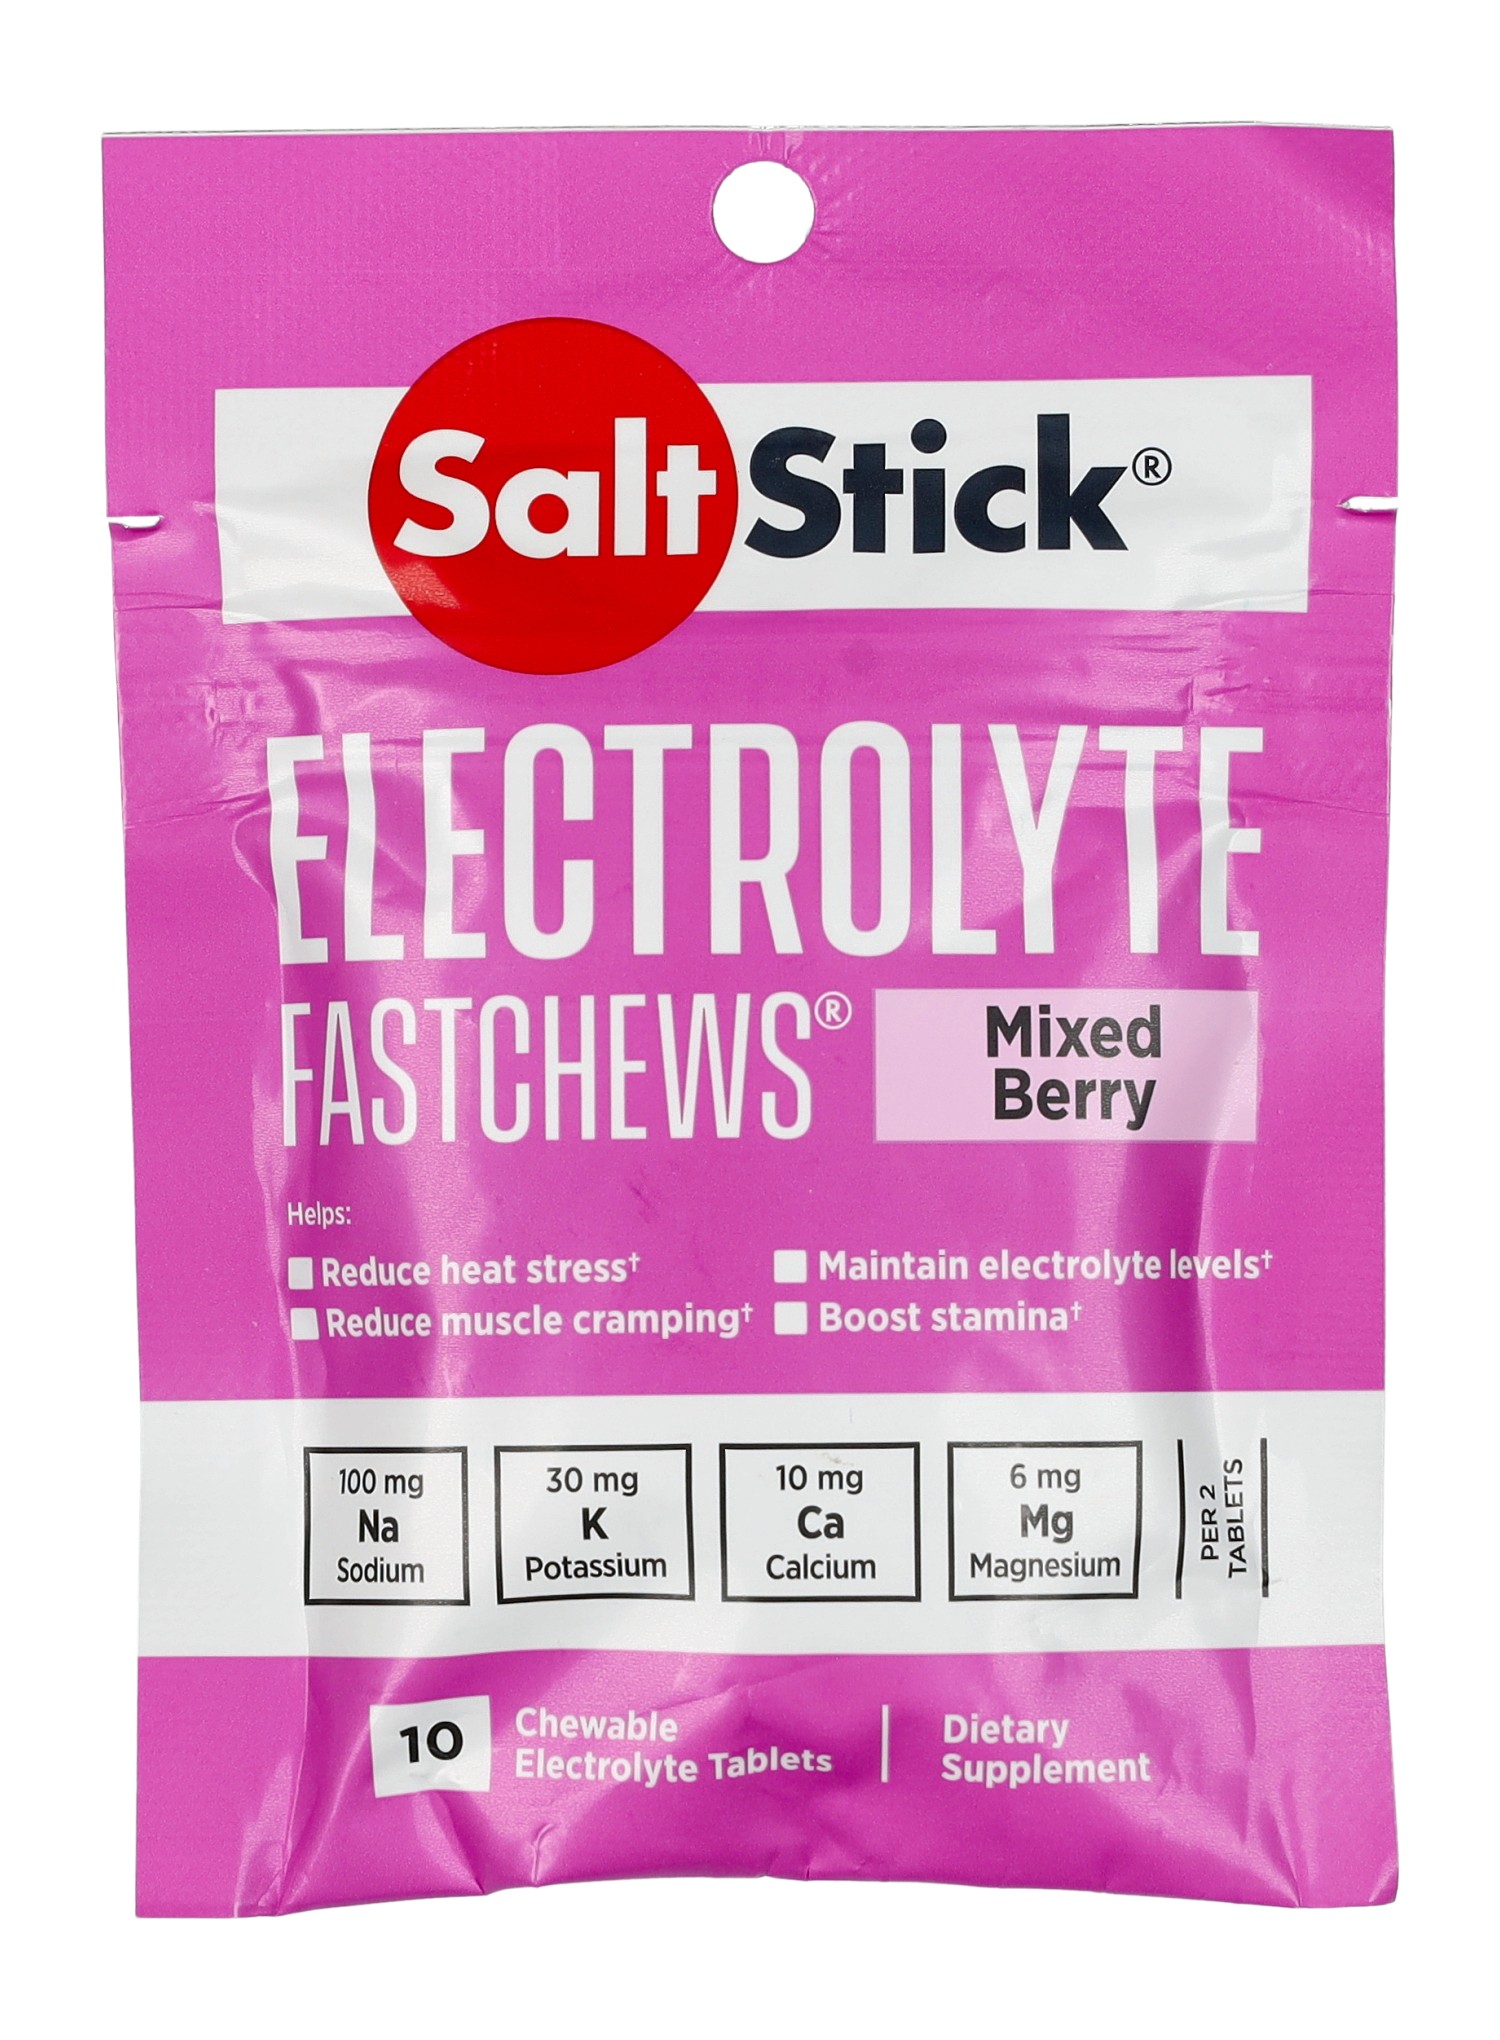 SaltStick®
ELECTROLYTE
FASTCHEWS®
Mixed
Berry
Helps:
Reduce heat stress†
Maintain electrolyte levels†
Reduce muscle cramping†
Boost stamina†
100 mg
Na
Sodium
30 mg
K
Potassium
10 mg
Ca
Calcium
6 mg
Mg
Magnesium
PER 2
TABLETS
10
Chewable
Electrolyte Tablets
Dietary
Supplement